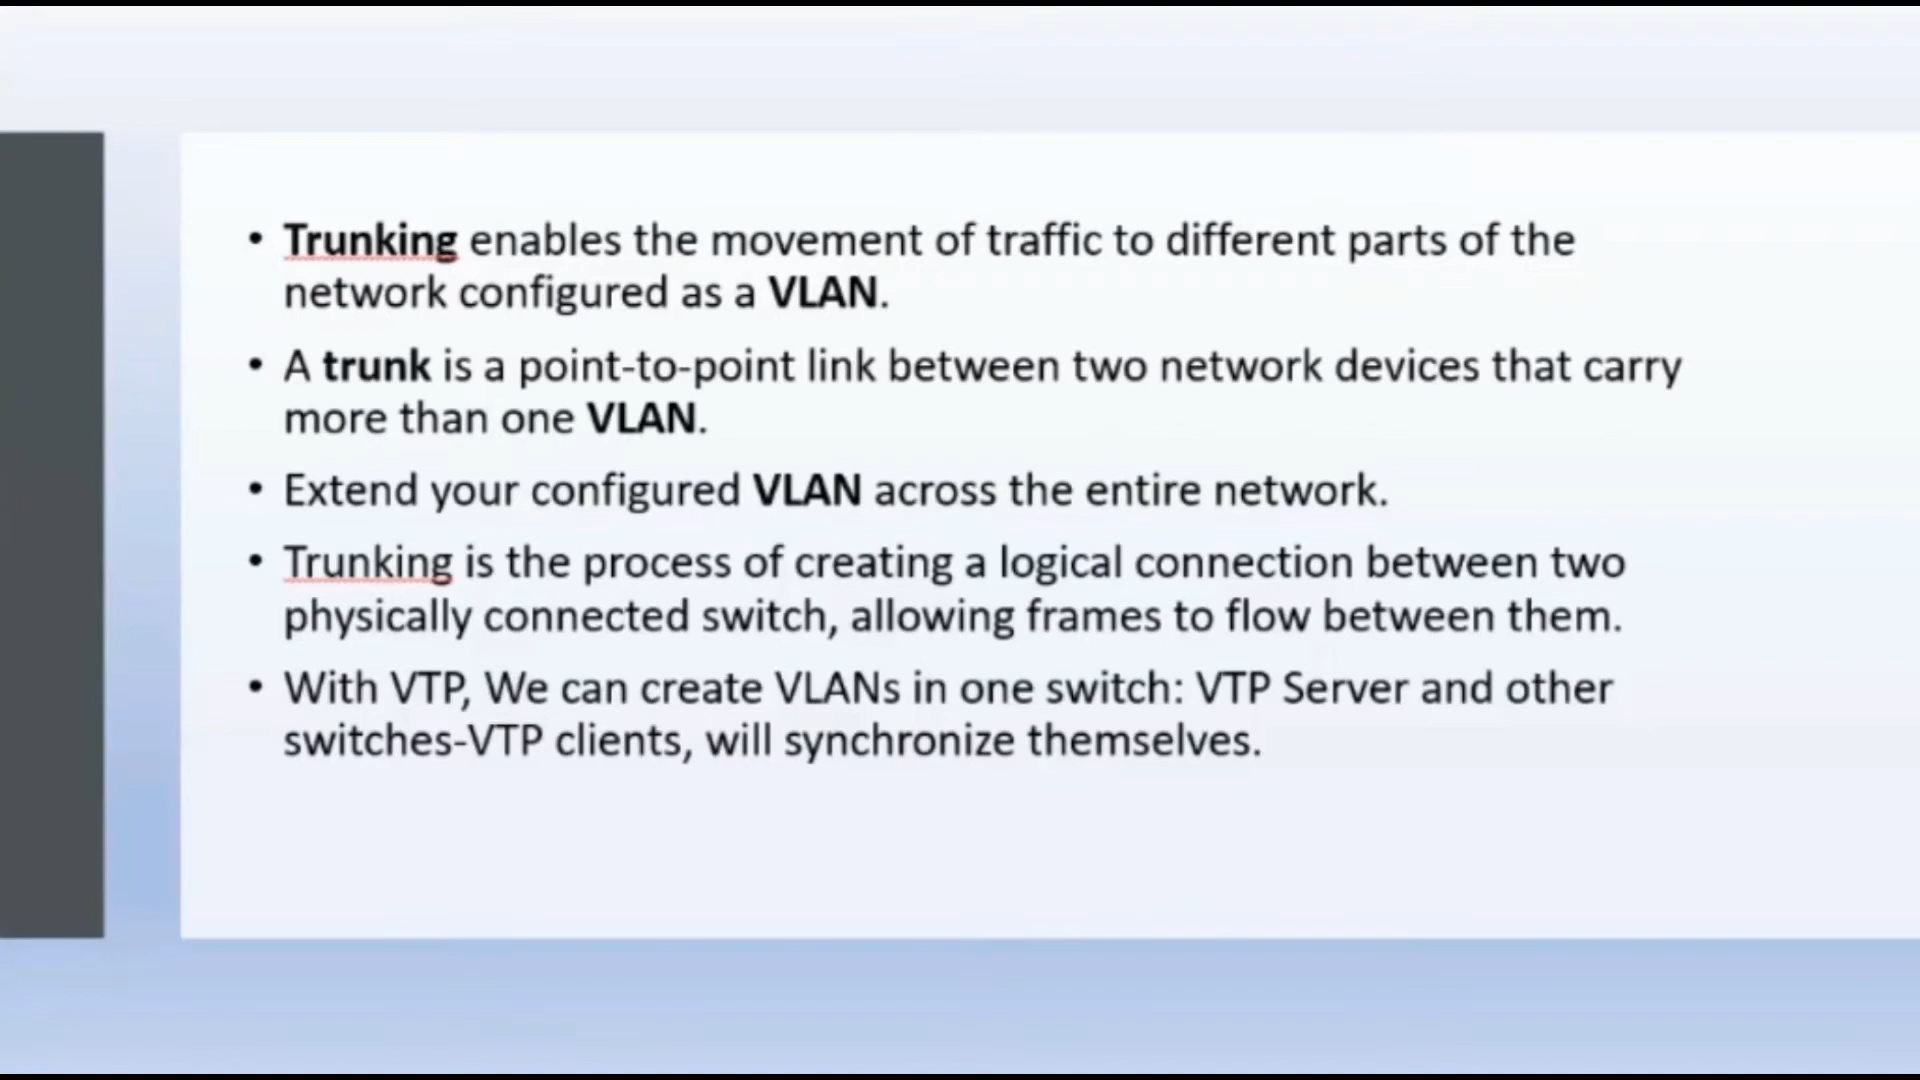 • Trunking enables the movement of traffic to different parts of the
network configured as a VLAN.
• A trunk is a point-to-point link between two network devices that carry
more than one VLAN.
• Extend your configured VLAN across the entire network.
• Trunking is the process of creating a logical connection between two
physically connected switch, allowing frames to flow between them.
• With VTP, We can create VLANs in one switch: VTP Server and other
switches-VTP clients, will synchronize themselves.